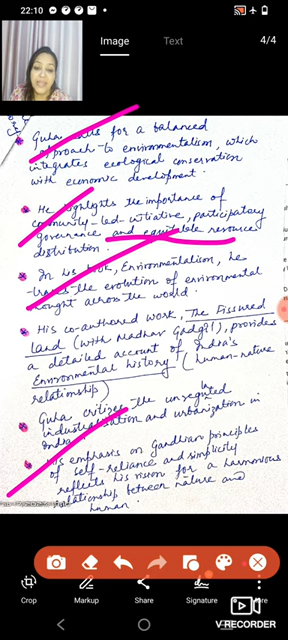 22:10
Image
Text
4/4
Guha calls for a balanced
approach to environmentalism, which
integrates ecological conservation
with economic development.
He highlights the importance of
community-led initiative, participatory
governance and equitable resource
distribution.
In his book, Environmentalism, he
traces the evolution of environmental
thought across the world.
His co-authored work, The Fissured
land (with Madhav Gadgil), provides
a detailed account of India's
Environmental history (human-nature
relationship)
Guha critizes the unregulated
industrialisation and urbanization in
India.
His emphasis on Gandhian principles
of self-reliance and simplicity
reflects his vision for a harmonious
relationship between nature and
human.
Crop
Markup
Share
Signature
V-RECORDER